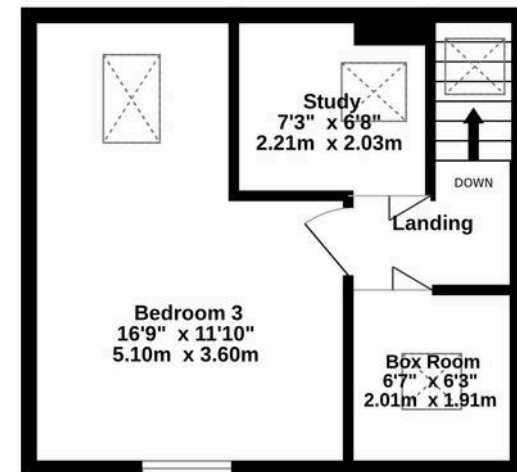 Study
7'3" x 6'8"
2.21m x 2.03m
DOWN
Landing
Bedroom 3
16'9" x 11'10"
5.10m x 3.60m
Box Room
6'7" x 6'3"
2.01m x 1.91m